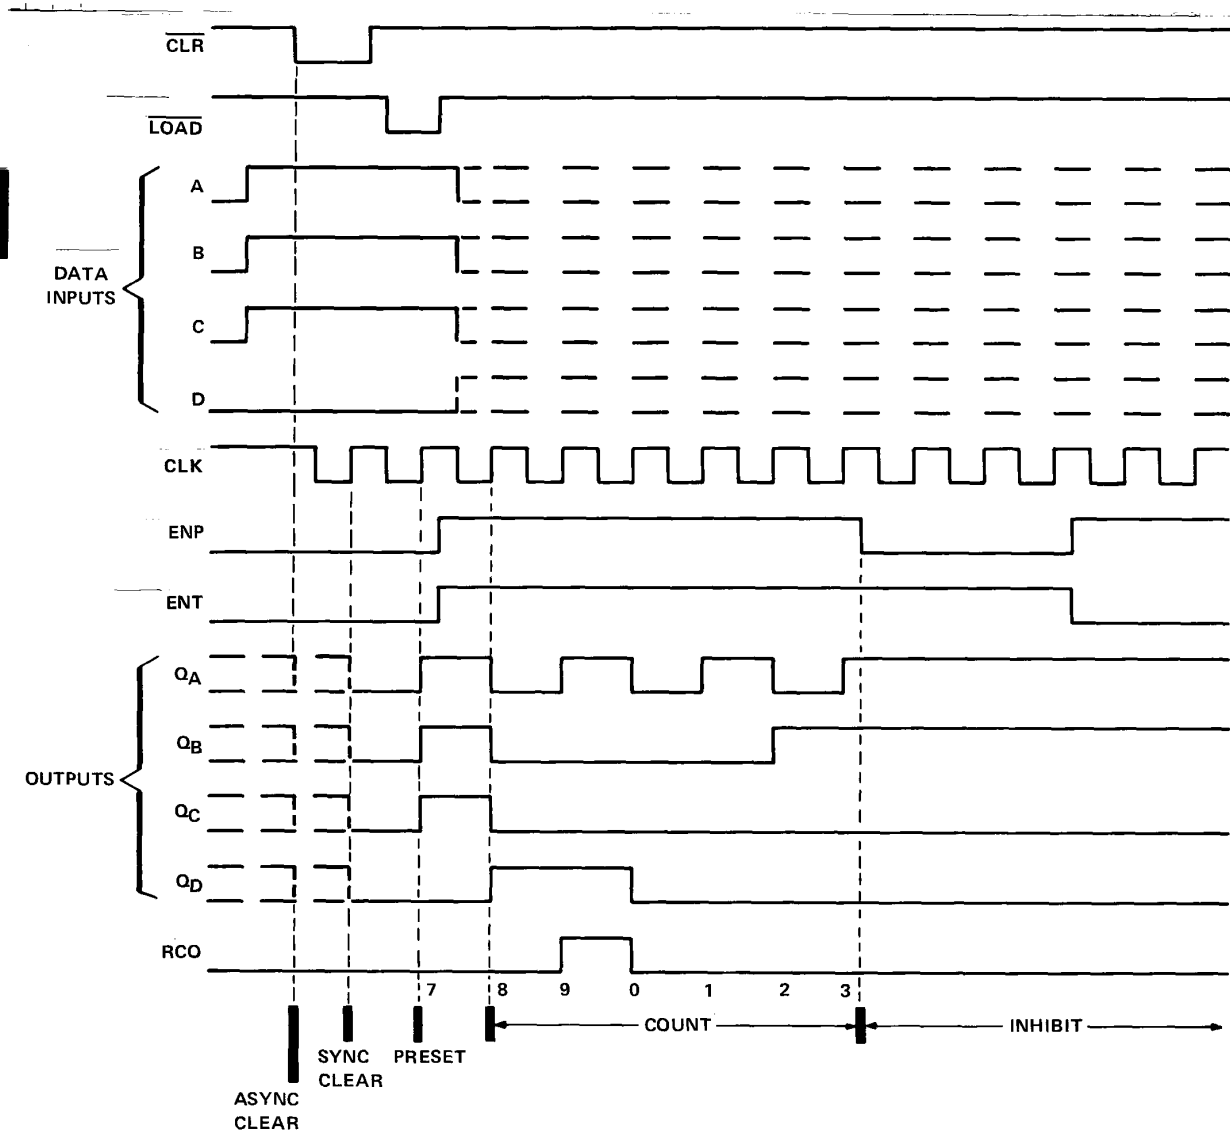 CLR
LOAD
A
B
DATA
INPUTS
C
D
CLK
ENP
ENT
QA
QB
OUTPUTS
QC
QD
RCO
7 8 9 0 1 2 3
COUNT INHIBIT
SYNC
CLEAR
PRESET
ASYNC
CLEAR